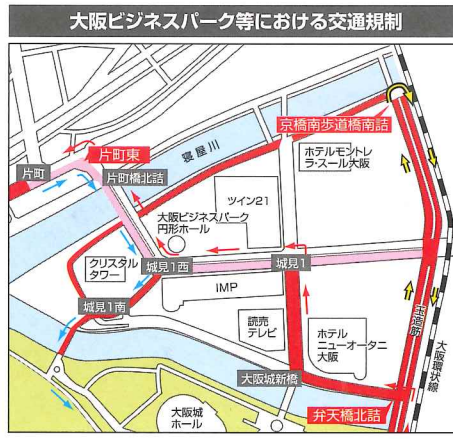 大阪ビジネスパーク等における交通規制
京橋南歩道橋南詰
片町東
片町
片町橋北詰
寝屋川
ホテルモントレ
ラ・スール大阪
ツイン21
大阪ビジネスパーク
円形ホール
クリスタル
タワー
城見1西
城見1
IMP
城見1南
読売
テレビ
ホテル
ニューオータニ
大阪
玉造筋
大阪環状線
大阪城新橋
弁天橋北詰
大阪城
ホール